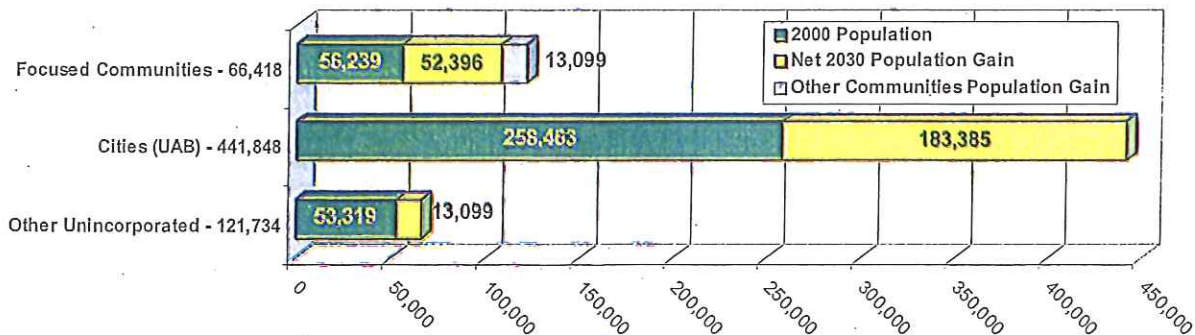 2000 Population
Net 2030 Population Gain
Other Communities Population Gain
Focused Communities - 66,418
56,239 52,396 13,099
Cities (UAB) - 441,848
258,463 183,385
Other Unincorporated - 121,734
53,319 13,099
0 50,000 100,000 150,000 200,000 250,000 300,000 350,000 400,000 450,000